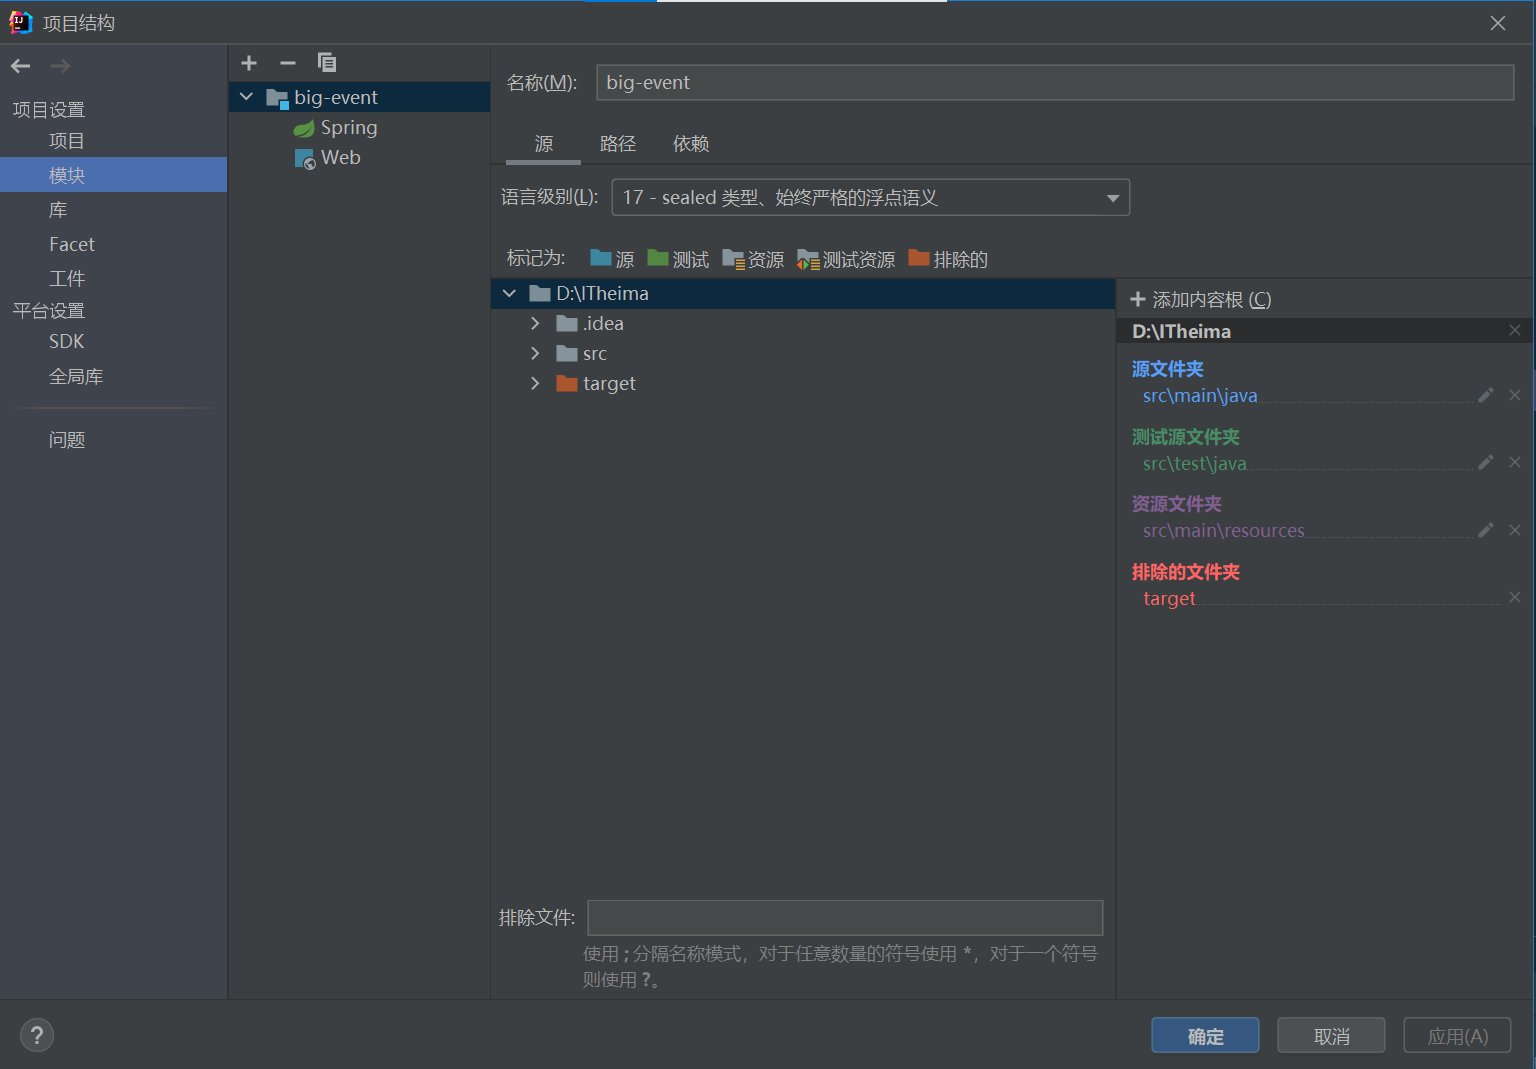 项目结构
项目设置
项目
模块
库
Facet
工件
平台设置
SDK
全局库
问题
big-event
Spring
Web
名称(M): big-event
源 路径 依赖
语言级别(L): 17 - sealed 类型、始终严格的浮点语义
标记为: 源 测试 资源 测试资源 排除的
D:\ITheima
.idea
src
target
添加内容根 (C)
D:\ITheima
源文件夹
src\main\java
测试源文件夹
src\test\java
资源文件夹
src\main\resources
排除的文件夹
target
排除文件:
使用 ; 分隔名称模式，对于任意数量的符号使用 *，对于一个符号
则使用 ?。
? 确定 取消 应用(A)